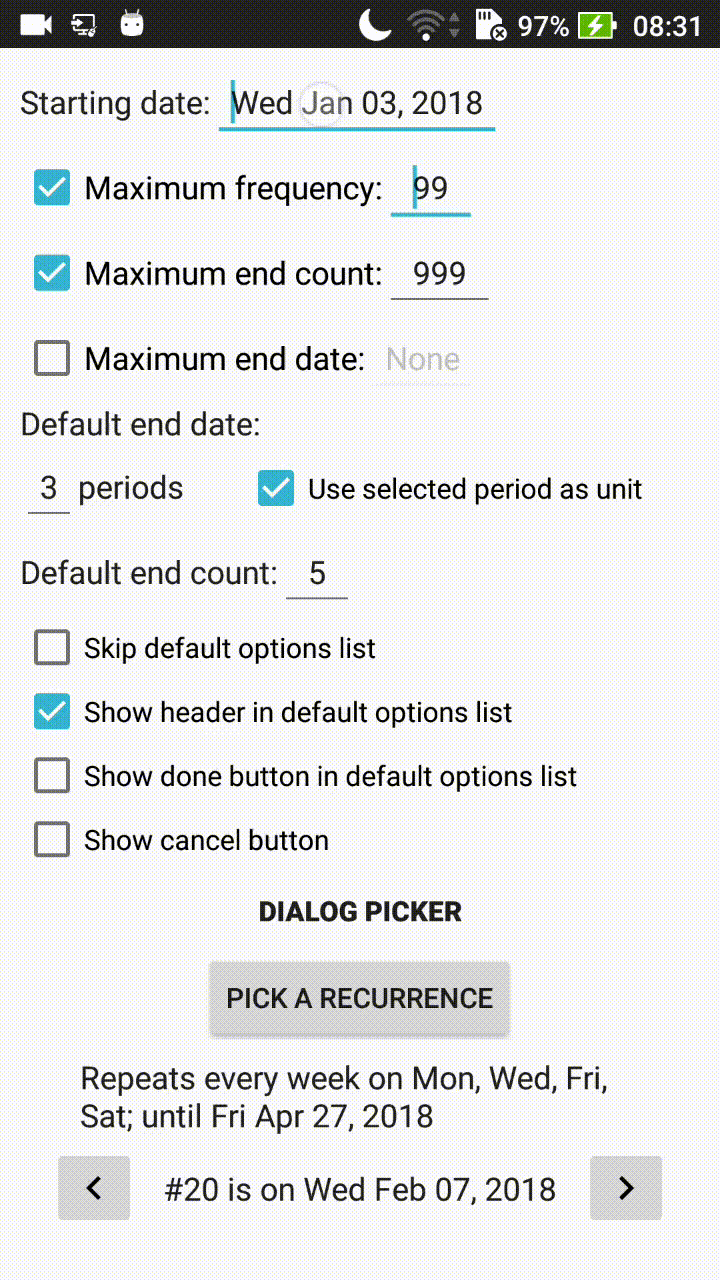 97% 08:31
Starting date: Wed Jan 03, 2018
Maximum frequency: 99
Maximum end count: 999
Maximum end date: None
Default end date:
3 periods Use selected period as unit
Default end count: 5
Skip default options list
Show header in default options list
Show done button in default options list
Show cancel button
DIALOG PICKER
PICK A RECURRENCE
Repeats every week on Mon, Wed, Fri,
Sat; until Fri Apr 27, 2018
#20 is on Wed Feb 07, 2018